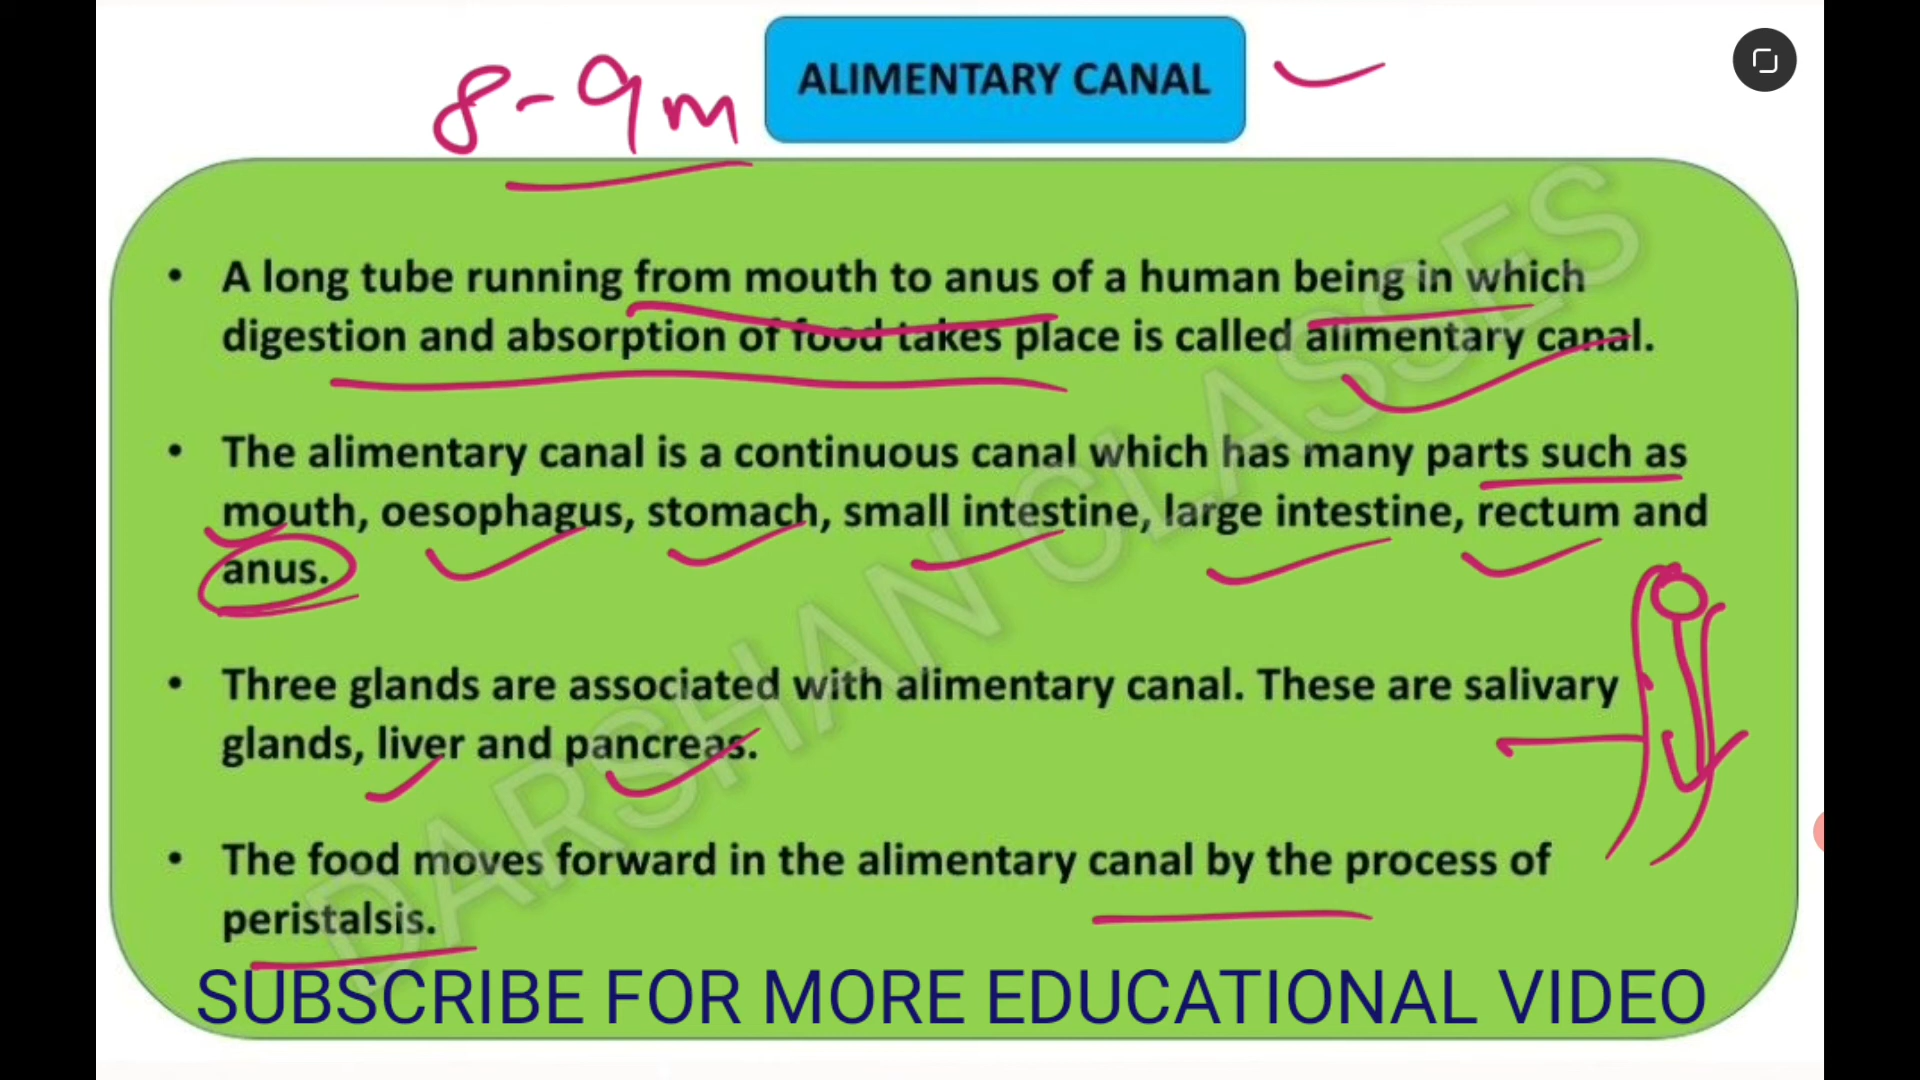 8-9m
ALIMENTARY CANAL
• A long tube running from mouth to anus of a human being in which
digestion and absorption of food takes place is called alimentary canal.
• The alimentary canal is a continuous canal which has many parts such as
mouth, oesophagus, stomach, small intestine, large intestine, rectum and
anus.
• Three glands are associated with alimentary canal. These are salivary
glands, liver and pancreas.
• The food moves forward in the alimentary canal by the process of
peristalsis.
DARSHAN CLASSES
SUBSCRIBE FOR MORE EDUCATIONAL VIDEO